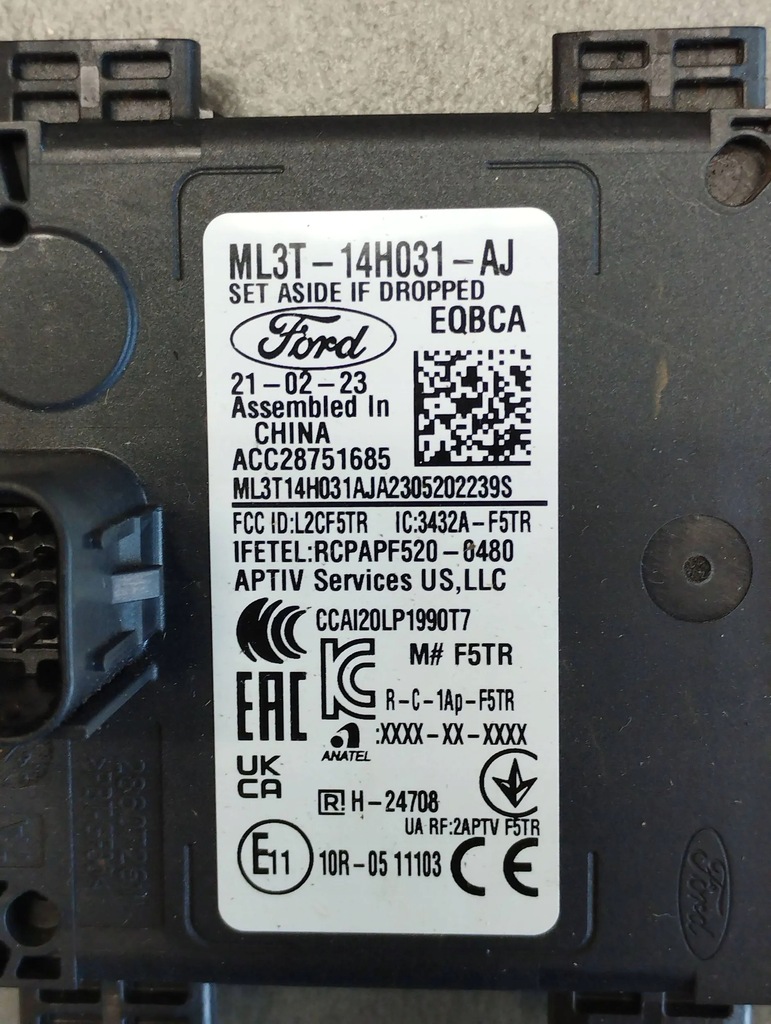 ML3T-14H031-AJ
SET ASIDE IF DROPPED
Ford EQBCA
21-02-23
Assembled In
CHINA
ACC28751685
ML3T14H031AJA2305202239S
FCC ID:L2CF5TR IC:3432A-F5TR
IFETEL:RCPAPF520-0480
APTIV Services US,LLC
CCC CCAI20LP1990T7
M# F5TR
EAC KC R-C-1Ap-F5TR
ANATEL :XXXX-XX-XXXX
UK
CA
R H-24708
UA RF:2APTV F5TR
E11 10R-05 11103 CE
Ford